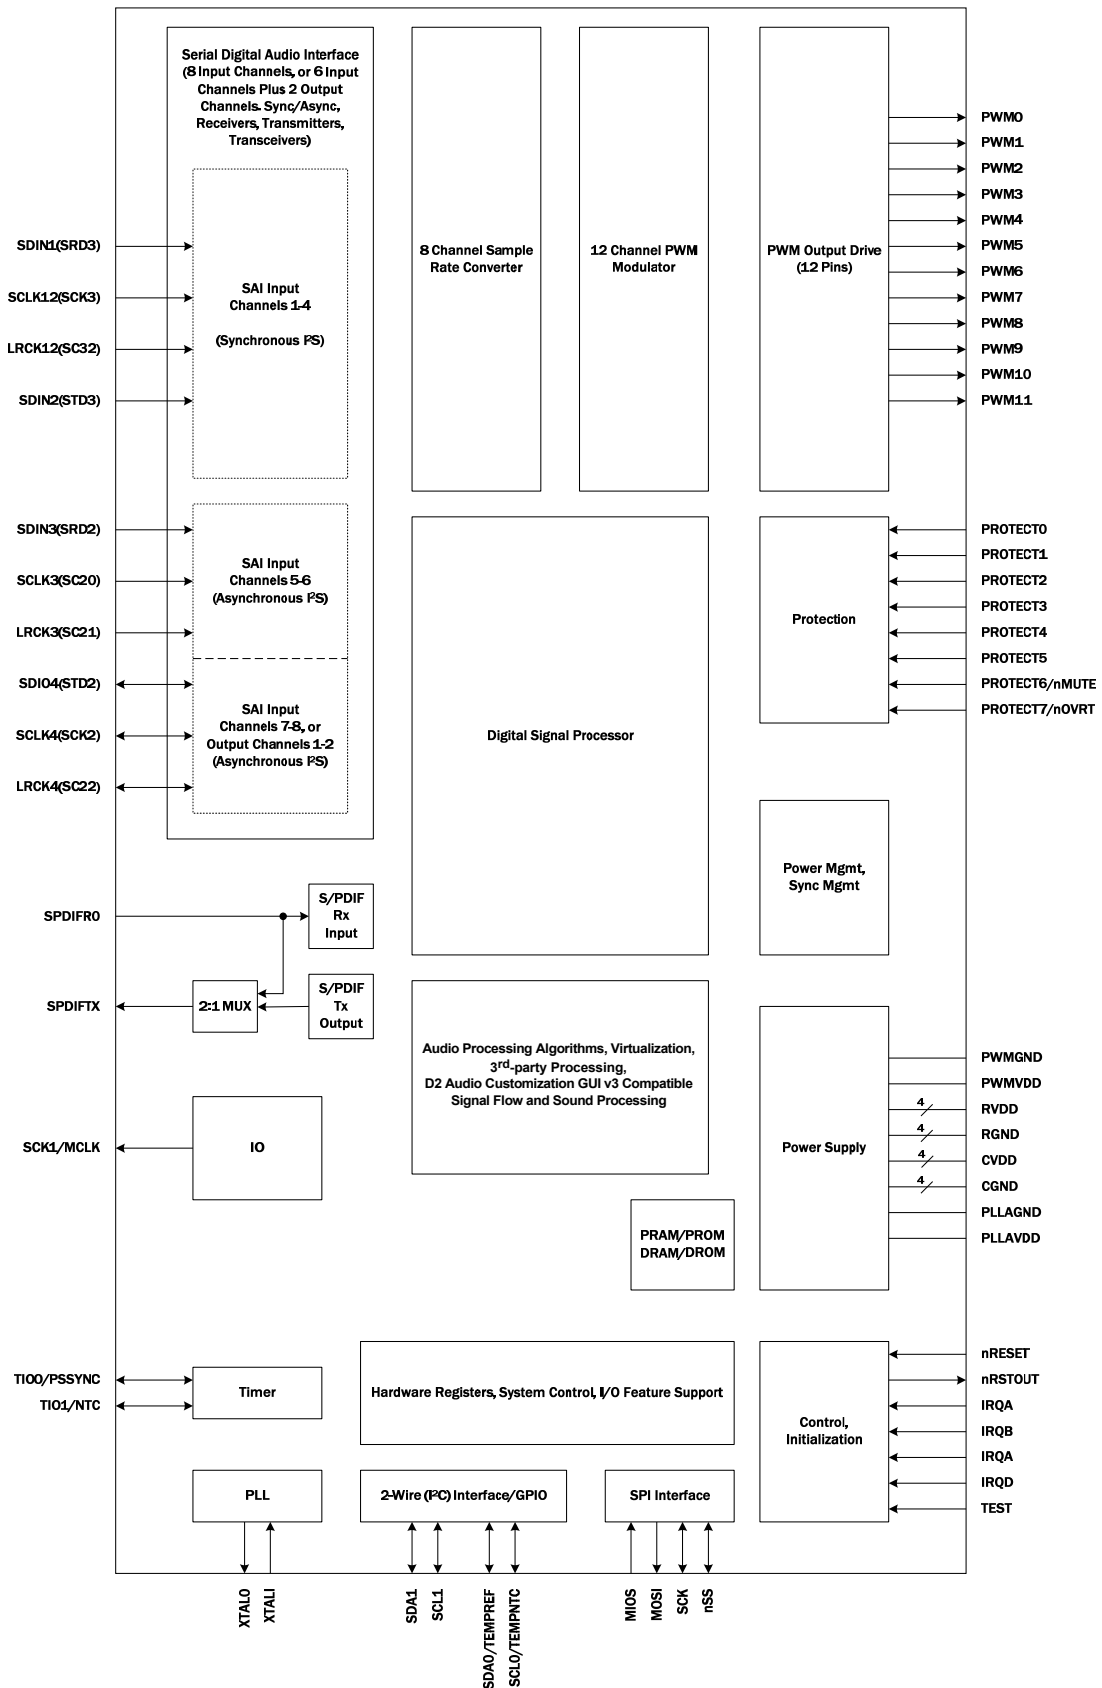 Serial Digital Audio Interface
(8 Input Channels, or 6 Input
Channels Plus 2 Output
Channels. Sync/Async,
Receivers, Transmitters,
Transceivers)
SDIN1(SRD3)
SCLK12(SCK3)
LRCK12(SC32)
SDIN2(STD3)
SAI Input
Channels 1-4
(Synchronous I²S)
SDIN3(SRD2)
SCLK3(SC20)
LRCK3(SC21)
SAI Input
Channels 5-6
(Asynchronous I²S)
SDIO4(STD2)
SCLK4(SCK2)
LRCK4(SC22)
SAI Input
Channels 7-8, or
Output Channels 1-2
(Asynchronous I²S)
8 Channel Sample
Rate Converter
12 Channel PWM
Modulator
PWM Output Drive
(12 Pins)
PWM0
PWM1
PWM2
PWM3
PWM4
PWM5
PWM6
PWM7
PWM8
PWM9
PWM10
PWM11
Digital Signal Processor
Protection
PROTECT0
PROTECT1
PROTECT2
PROTECT3
PROTECT4
PROTECT5
PROTECT6/nMUTE
PROTECT7/nOVRT
Power Mgmt,
Sync Mgmt
SPDIFR0
S/PDIF
Rx
Input
SPDIFTX
2:1 MUX
S/PDIF
Tx
Output
Audio Processing Algorithms, Virtualization,
3rd-party Processing,
D2 Audio Customization GUI v3 Compatible
Signal Flow and Sound Processing
SCK1/MCLK
IO
PRAM/PROM
DRAM/DROM
Power Supply
PWMGND
PWMVDD
4
RVDD
4
RGND
4
CVDD
4
CGND
PLLAGND
PLLAVDD
TIO0/PSSYNC
TIO1/NTC
Timer
Hardware Registers, System Control, I/O Feature Support
Control,
Initialization
nRESET
nRSTOUT
IRQA
IRQB
IRQA
IRQD
TEST
PLL
2-Wire (I²C) Interface/GPIO
SPI Interface
XTALO
XTALI
SDA1
SCL1
SDA0/TEMPREF
SCL0/TEMPNTC
MIOS
MOSI
SCK
nSS